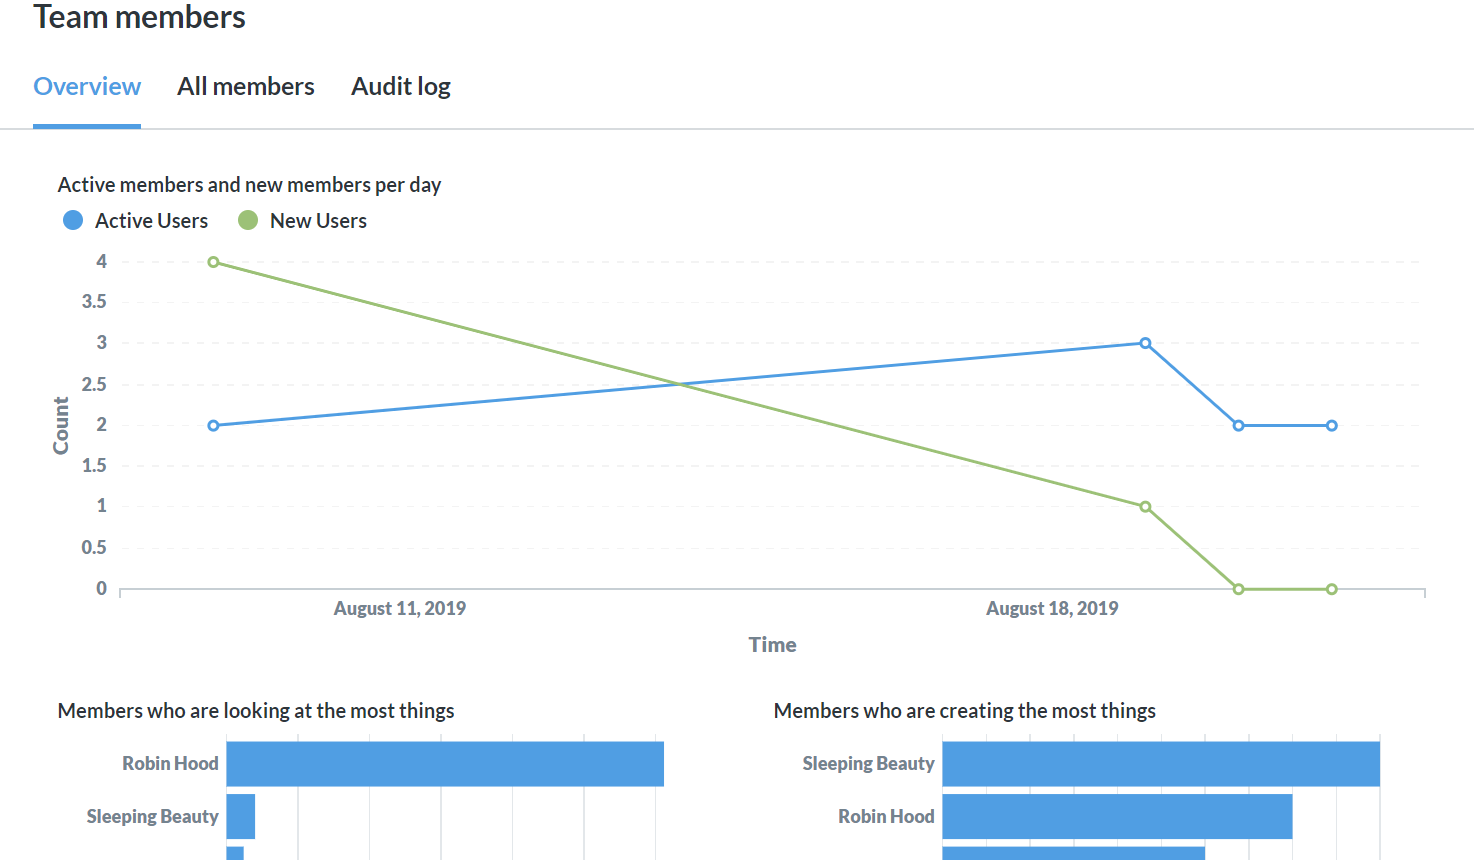 Team members
Overview All members Audit log
Active members and new members per day
Active Users New Users
4
3.5
3
2.5
2
1.5
1
0.5
0
Count
August 11, 2019 August 18, 2019
Time
Members who are looking at the most things
Robin Hood
Sleeping Beauty
Members who are creating the most things
Sleeping Beauty
Robin Hood